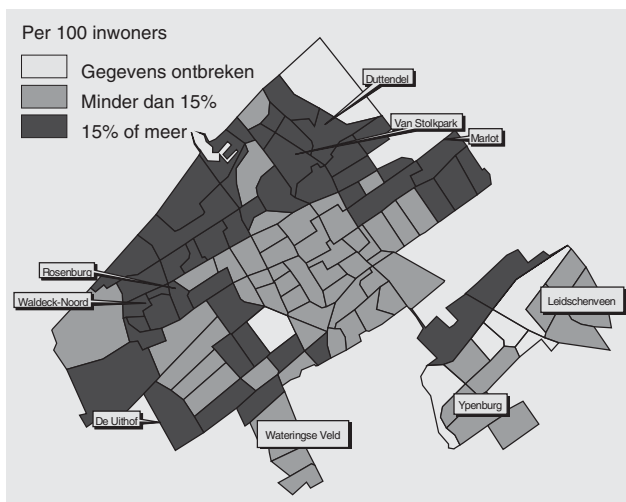 Per 100 inwoners
Gegevens ontbreken
Minder dan 15%
15% of meer
Duttendel
Van Stolkpark
Marlot
Rosenburg
Waldeck-Noord
Leidschenveen
De Uithof
Wateringse Veld
Ypenburg